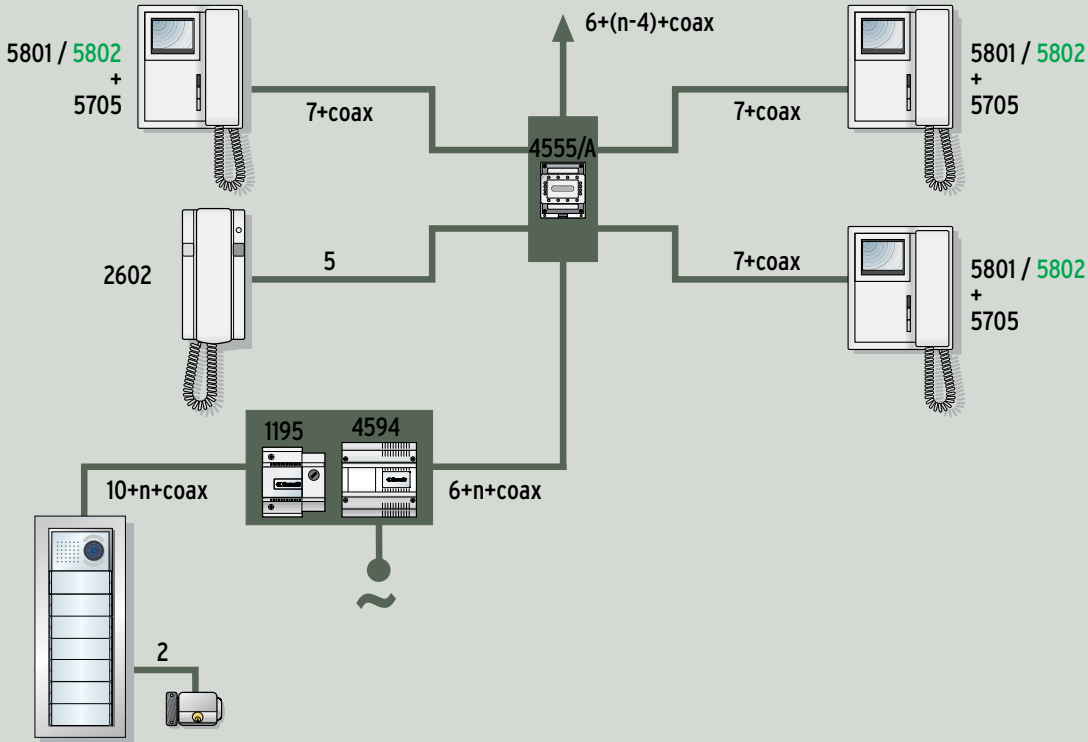 6+(n-4)+coax
5801 / 5802
+
5705
7+coax
7+coax
5801 / 5802
+
5705
4555/A
2602
5
7+coax
5801 / 5802
+
5705
1195
4594
10+n+coax
6+n+coax
~
2